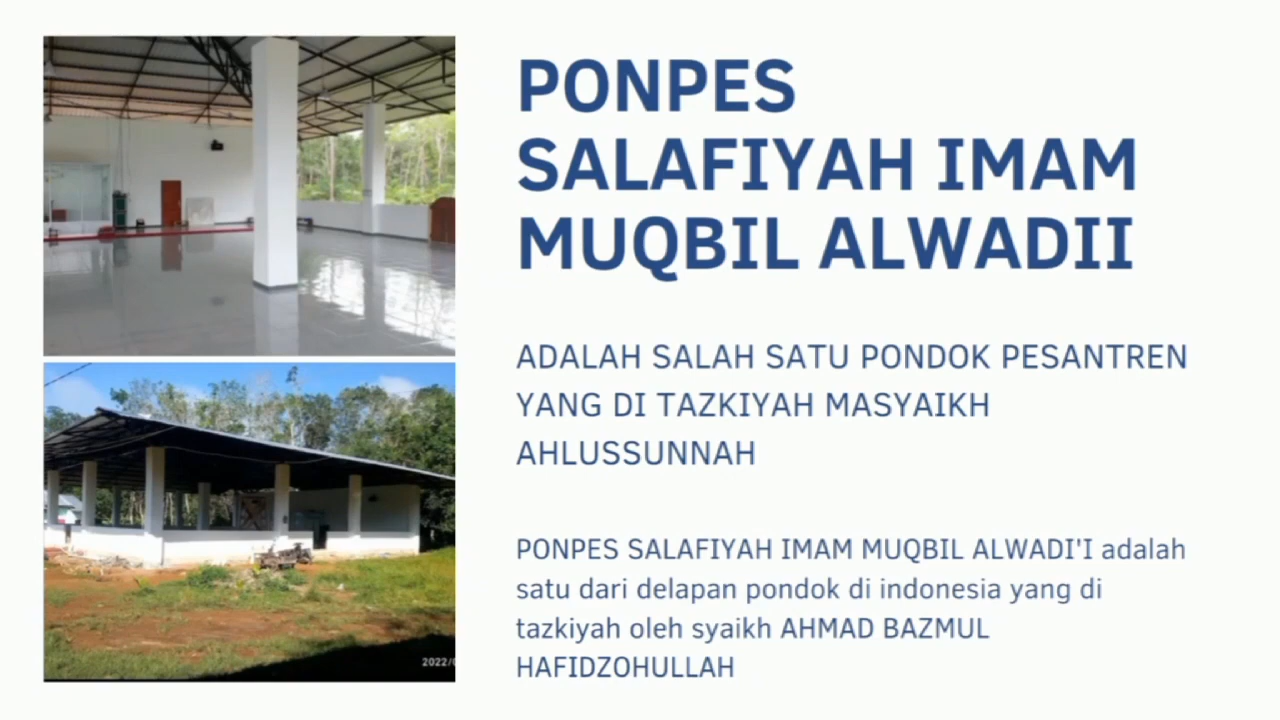 PONPES
SALAFIYAH IMAM
MUQBIL ALWADII
ADALAH SALAH SATU PONDOK PESANTREN
YANG DI TAZKIYAH MASYAIKH
AHLUSSUNNAH
PONPES SALAFIYAH IMAM MUQBIL ALWADI'I adalah
satu dari delapan pondok di indonesia yang di
tazkiyah oleh syaikh AHMAD BAZMUL
HAFIDZOHULLAH
2022/